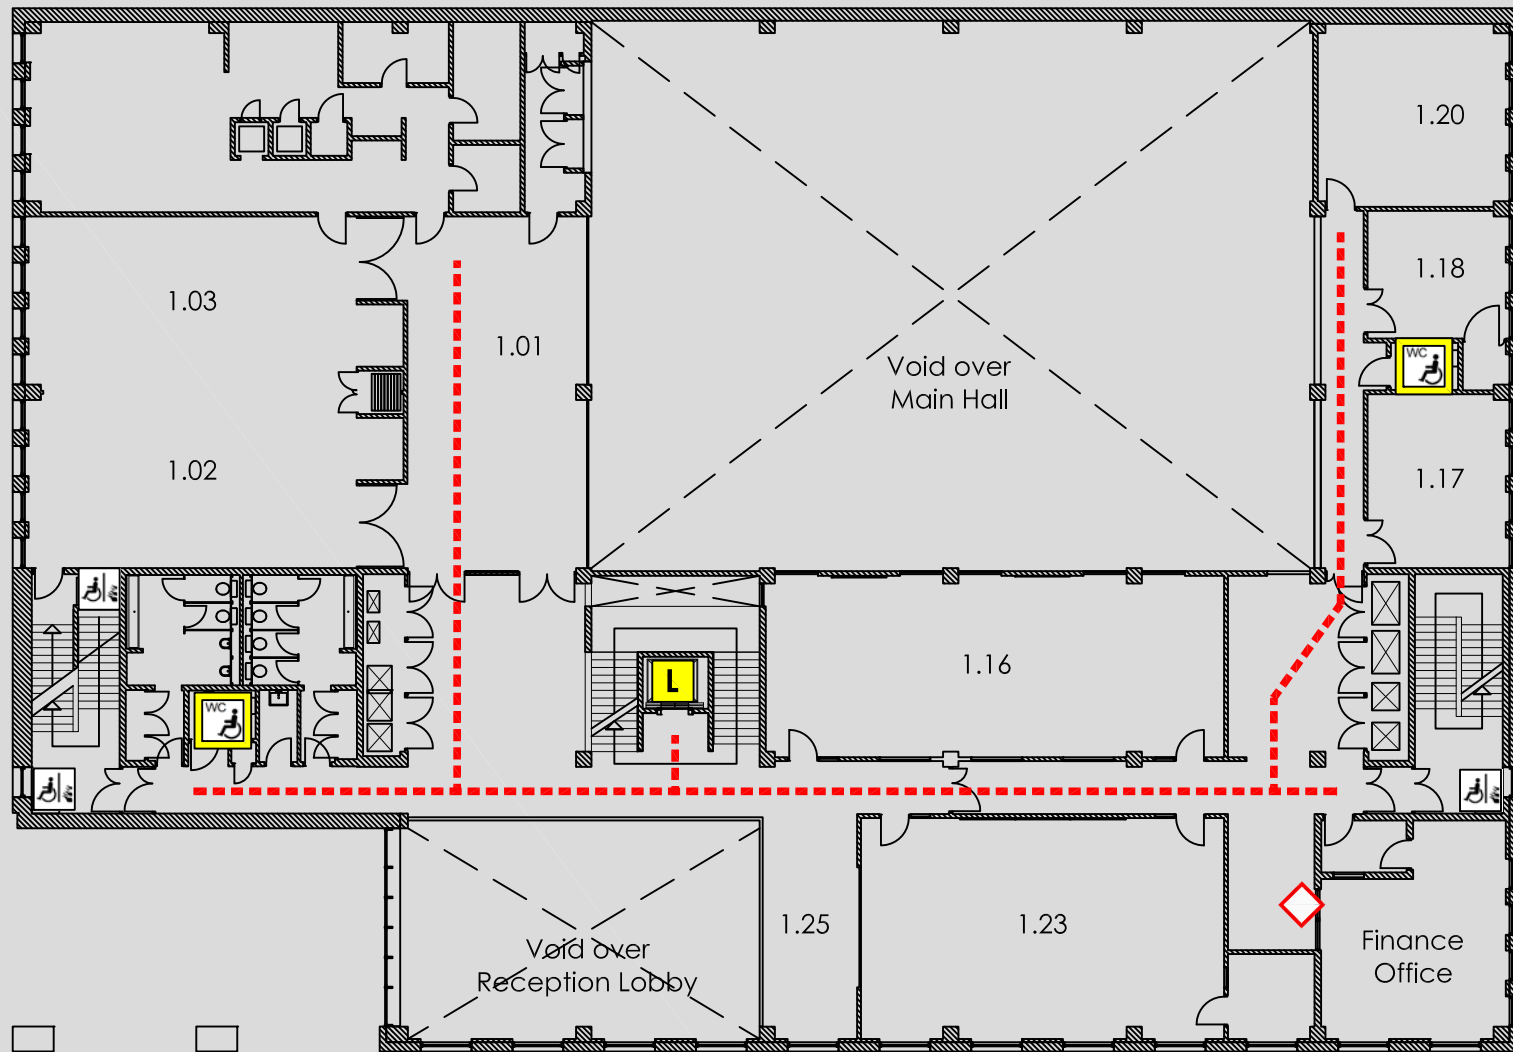 1.20
1.18
1.03
1.01
Void over
Main Hall
WC
1.02
1.17
1.16
L
WC
1.25
1.23
Void over
Reception Lobby
Finance
Office